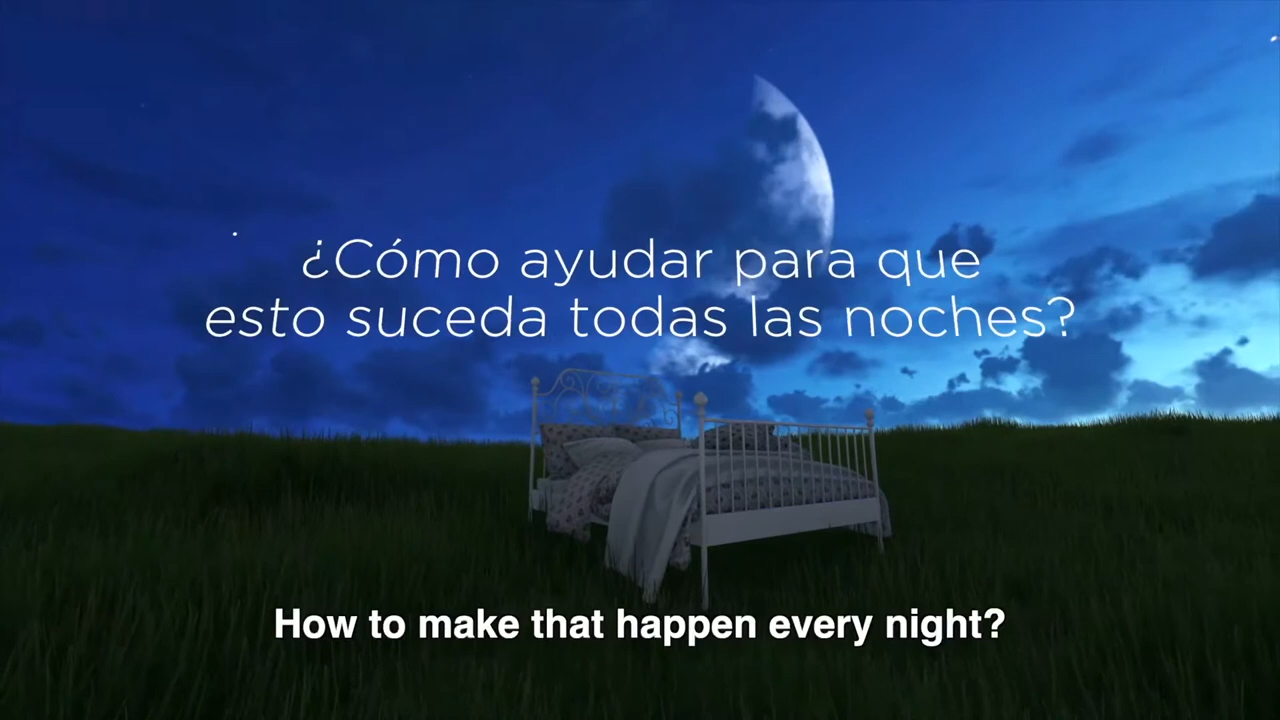 ¿Cómo ayudar para que
esto suceda todas las noches?
How to make that happen every night?